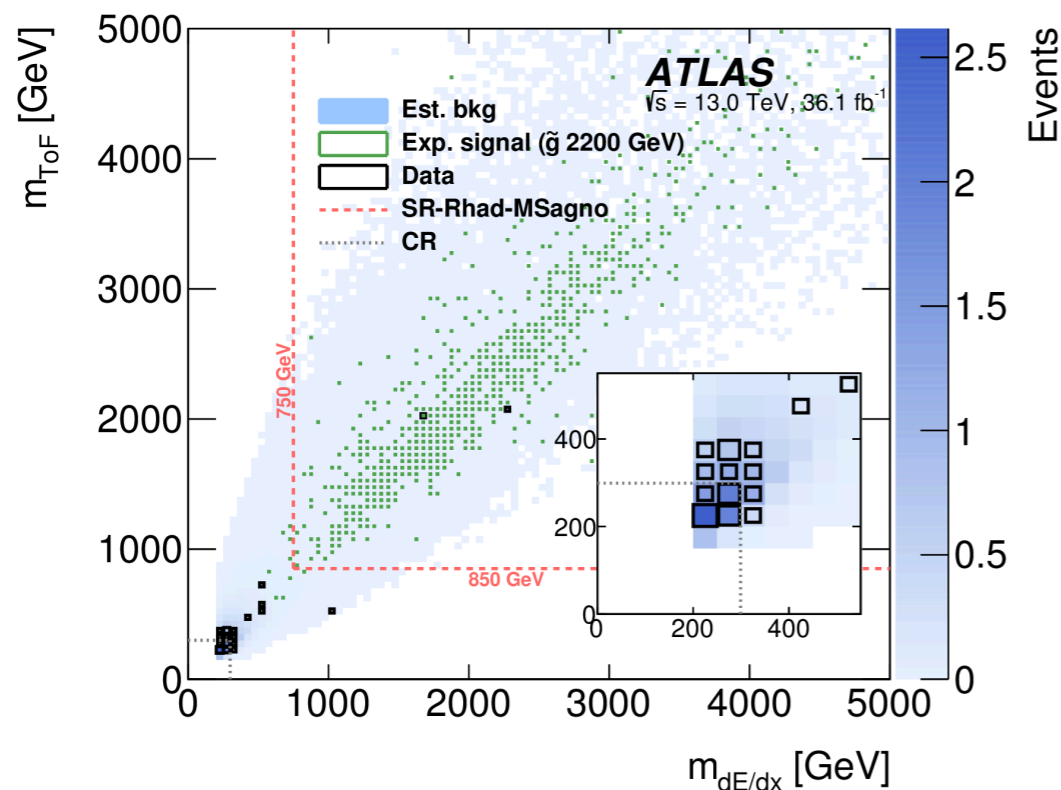 ATLAS
√s = 13.0 TeV, 36.1 fb⁻¹
Est. bkg
Exp. signal (g̃ 2200 GeV)
Data
SR-Rhad-MSagno
CR
750 GeV
850 GeV
m_ToF [GeV]
5000
4000
3000
2000
1000
0
0 1000 2000 3000 4000 5000
m_dE/dx [GeV]
400
200
0
0 200 400
Events
2.5
2
1.5
1
0.5
0